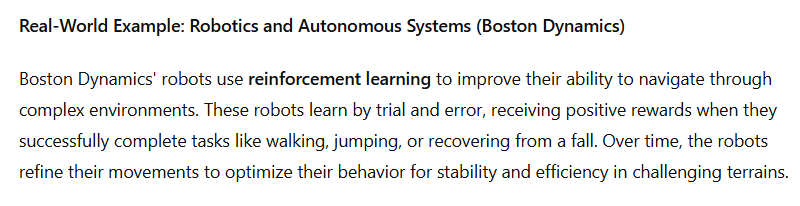 Real-World Example: Robotics and Autonomous Systems (Boston Dynamics)
Boston Dynamics' robots use reinforcement learning to improve their ability to navigate through
complex environments. These robots learn by trial and error, receiving positive rewards when they
successfully complete tasks like walking, jumping, or recovering from a fall. Over time, the robots
refine their movements to optimize their behavior for stability and efficiency in challenging terrains.